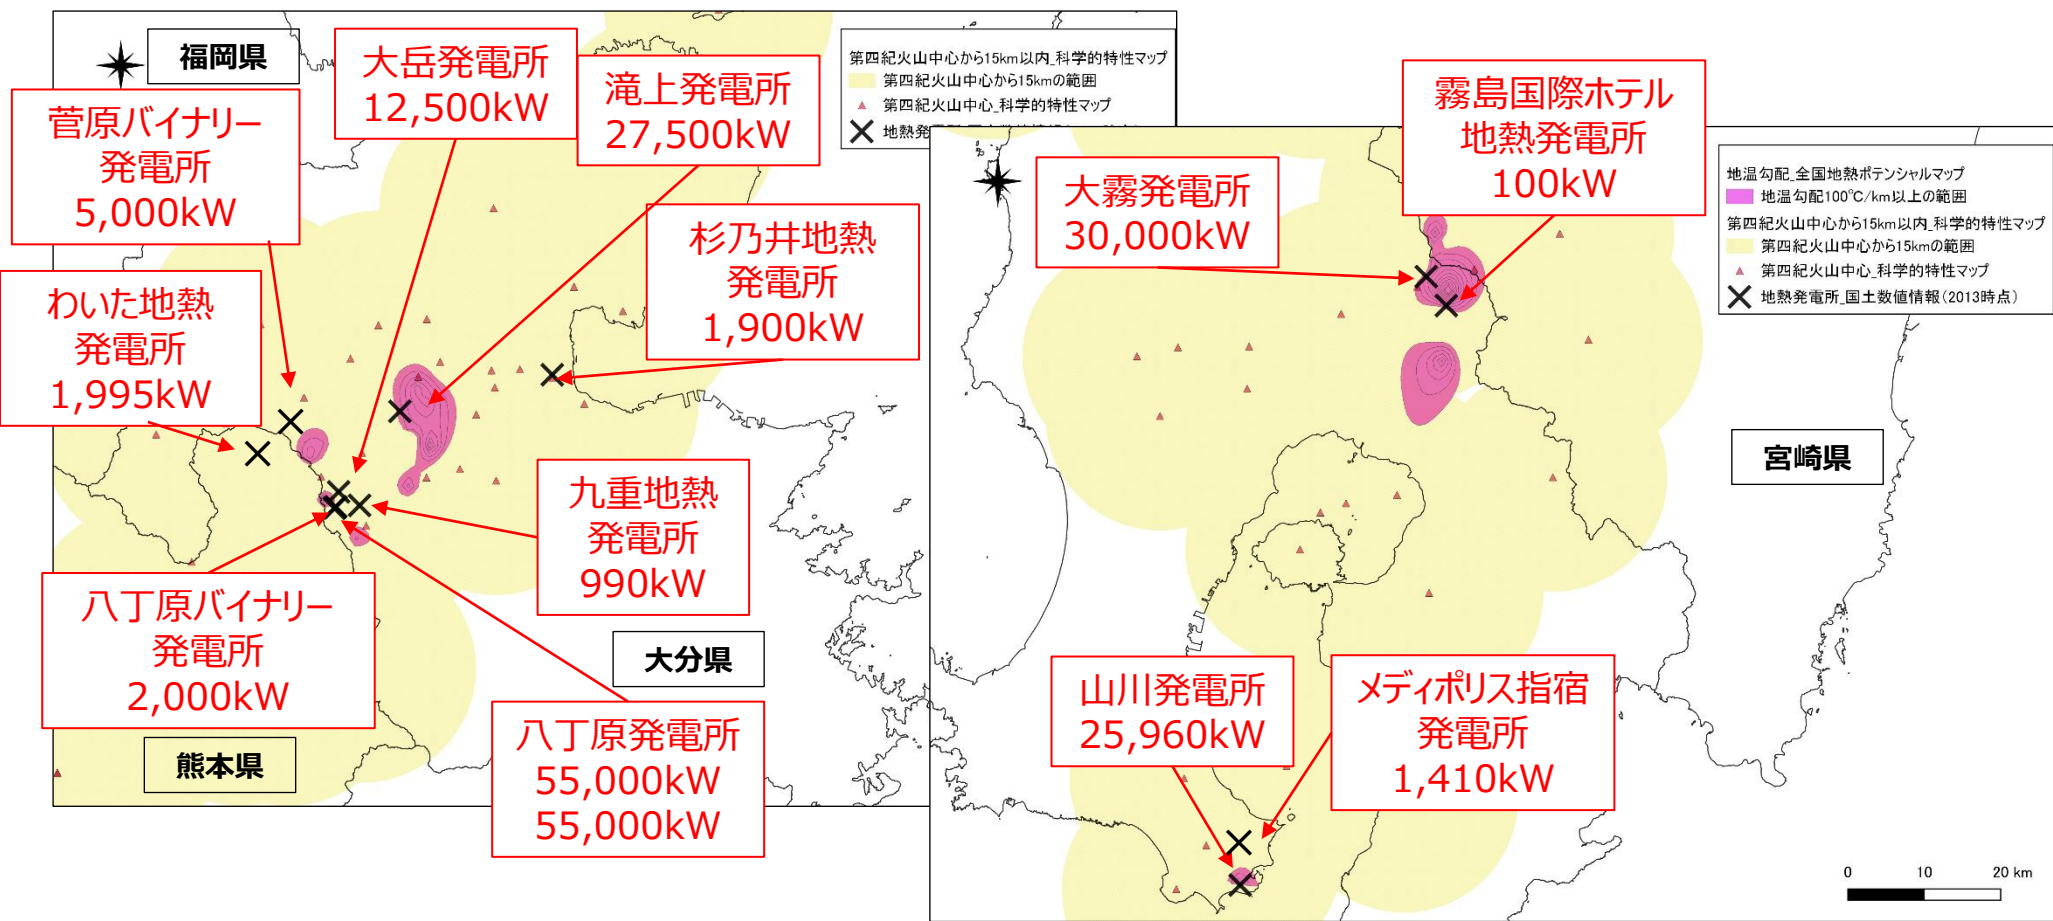 福岡県
大岳発電所
12,500kW
滝上発電所
27,500kW
菅原バイナリー
発電所
5,000kW
杉乃井地熱
発電所
1,900kW
わいた地熱
発電所
1,995kW
九重地熱
発電所
990kW
八丁原バイナリー
発電所
2,000kW
八丁原発電所
55,000kW
55,000kW
大分県
熊本県
第四紀火山中心から15km以内_科学的特性マップ
第四紀火山中心から15kmの範囲
第四紀火山中心_科学的特性マップ
地熱発
霧島国際ホテル
地熱発電所
100kW
大霧発電所
30,000kW
地温勾配_全国地熱ポテンシャルマップ
地温勾配100℃/km以上の範囲
第四紀火山中心から15km以内_科学的特性マップ
第四紀火山中心から15kmの範囲
第四紀火山中心_科学的特性マップ
地熱発電所_国土数値情報(2013時点)
宮崎県
山川発電所
25,960kW
メディポリス指宿
発電所
1,410kW
0 10 20 km